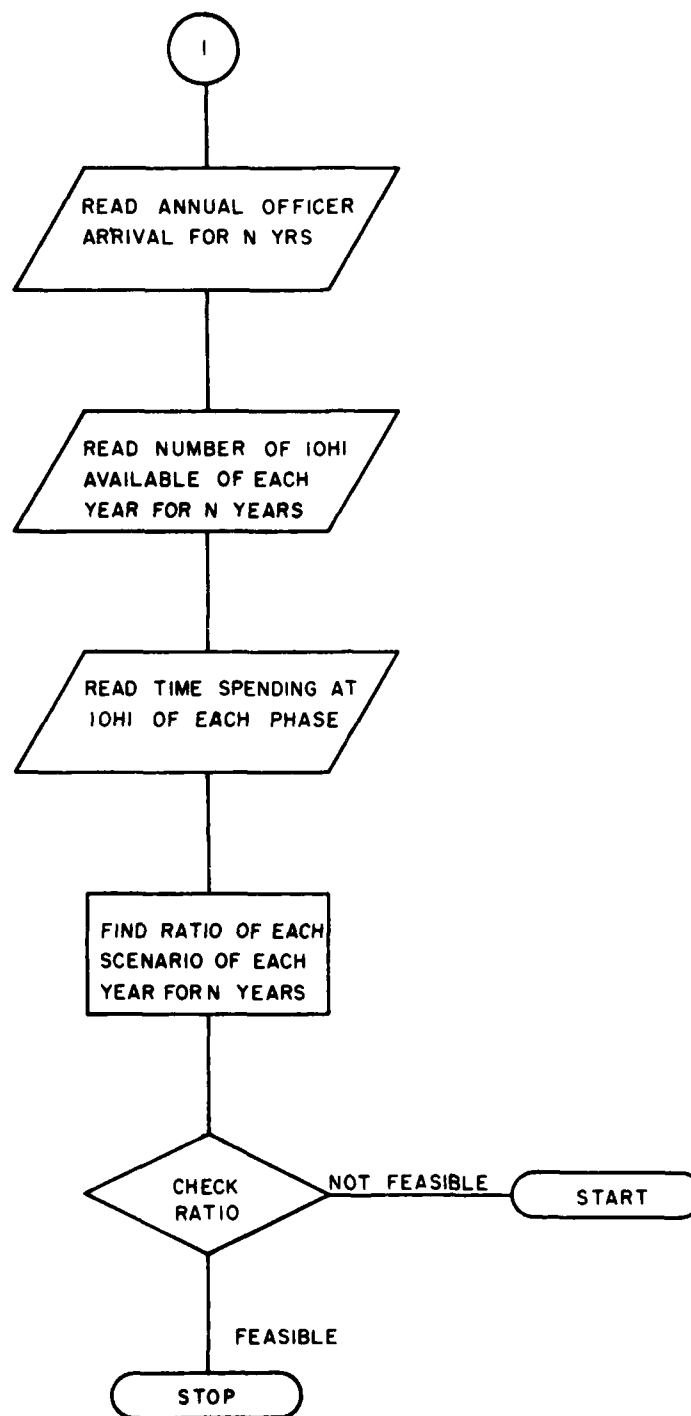 1
READ ANNUAL OFFICER
ARRIVAL FOR N YRS
READ NUMBER OF IOHI
AVAILABLE OF EACH
YEAR FOR N YEARS
READ TIME SPENDING AT
IOHI OF EACH PHASE
FIND RATIO OF EACH
SCENARIO OF EACH
YEAR FOR N YEARS
CHECK
RATIO
NOT FEASIBLE
START
FEASIBLE
STOP